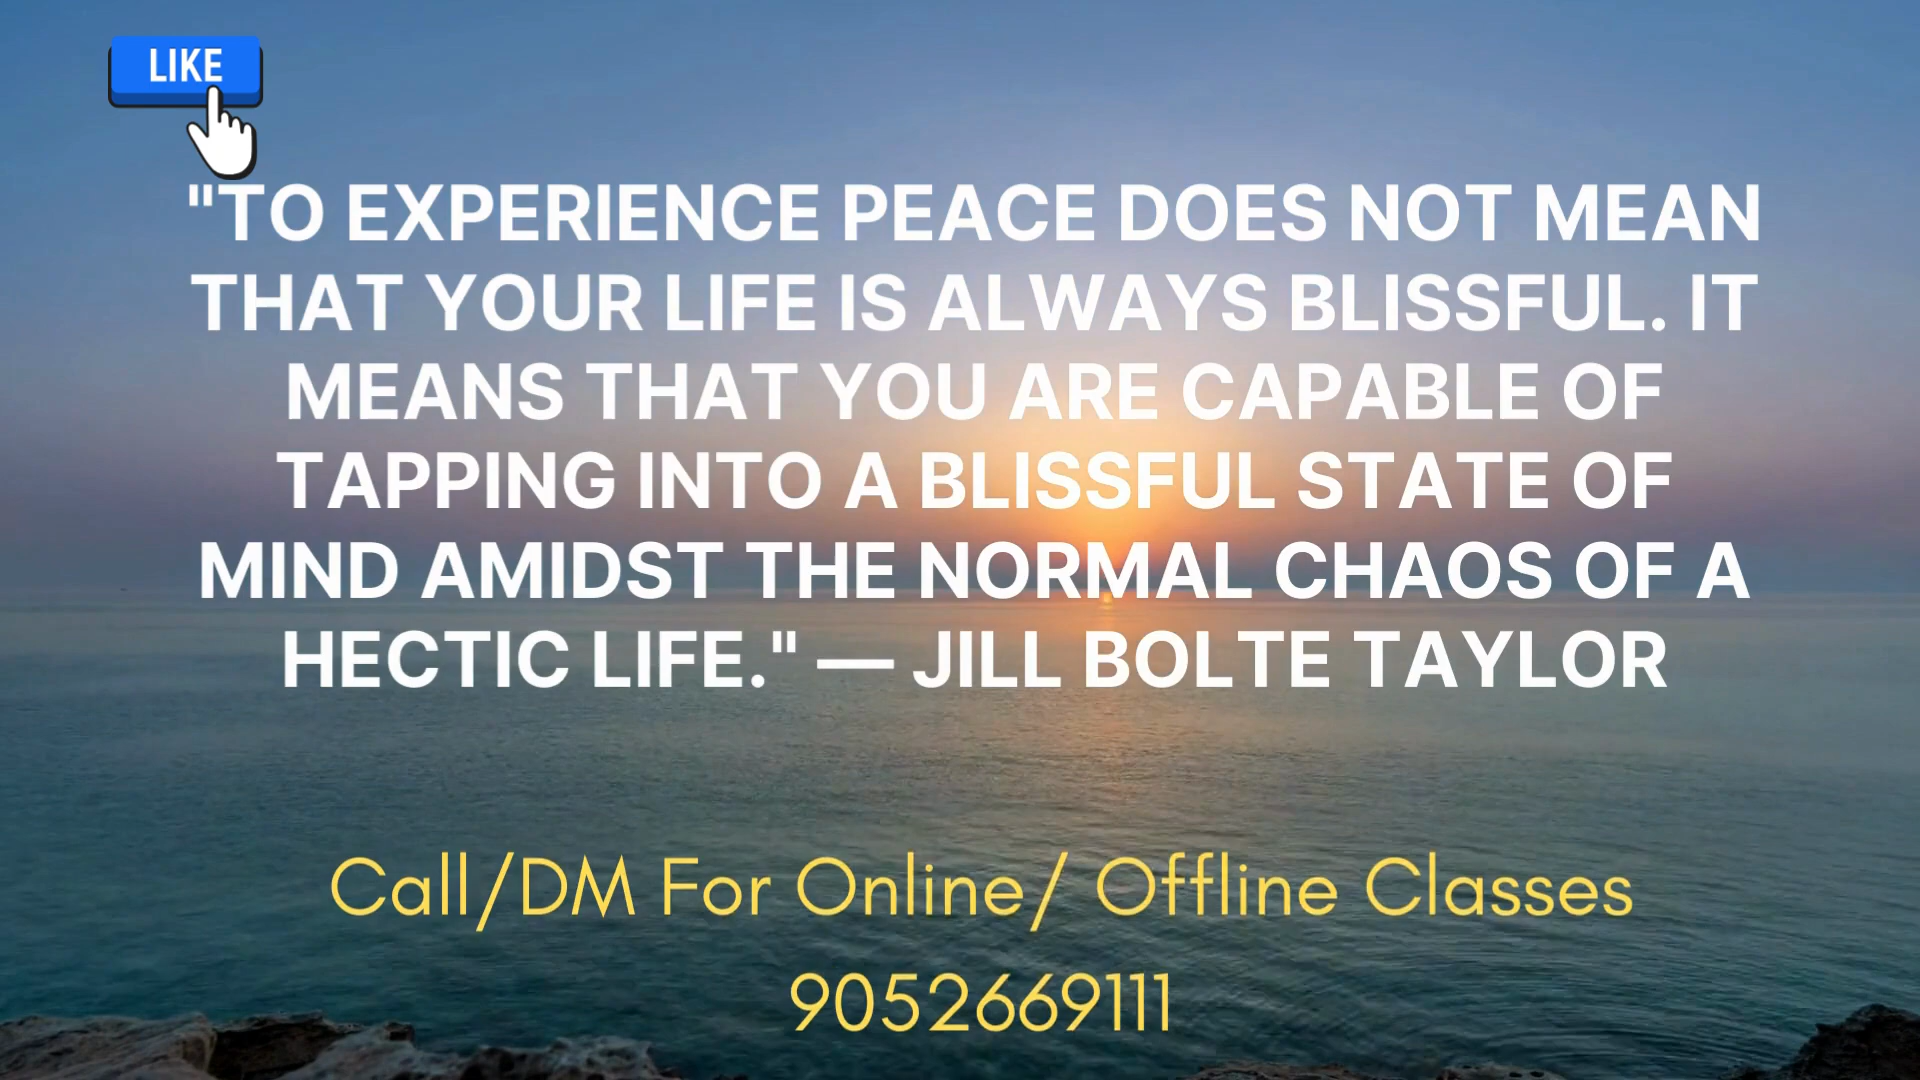 LIKE
"TO EXPERIENCE PEACE DOES NOT MEAN
THAT YOUR LIFE IS ALWAYS BLISSFUL. IT
MEANS THAT YOU ARE CAPABLE OF
TAPPING INTO A BLISSFUL STATE OF
MIND AMIDST THE NORMAL CHAOS OF A
HECTIC LIFE." — JILL BOLTE TAYLOR
Call/DM For Online/ Offline Classes
9052669111